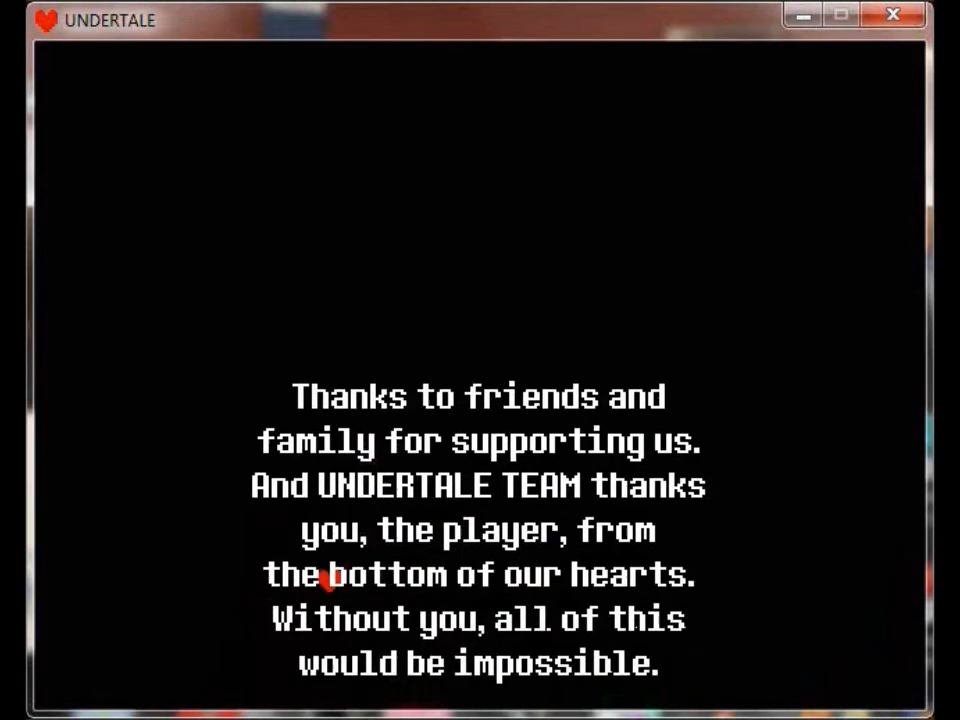 UNDERTALE
Thanks to friends and
family for supporting us.
And UNDERTALE TEAM thanks
you, the player, from
the bottom of our hearts.
Without you, all of this
would be impossible.